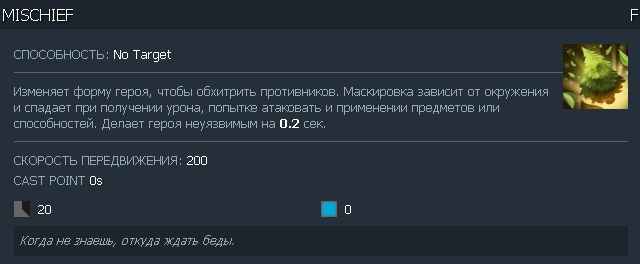 MISCHIEF F
СПОСОБНОСТЬ: No Target
Изменяет форму героя, чтобы обхитрить противников. Маскировка зависит от окружения
и спадает при получении урона, попытке атаковать и применении предметов или
способностей. Делает героя неуязвимым на 0.2 сек.
СКОРОСТЬ ПЕРЕДВИЖЕНИЯ: 200
CAST POINT 0s
20 0
Когда не знаешь, откуда ждать беды.